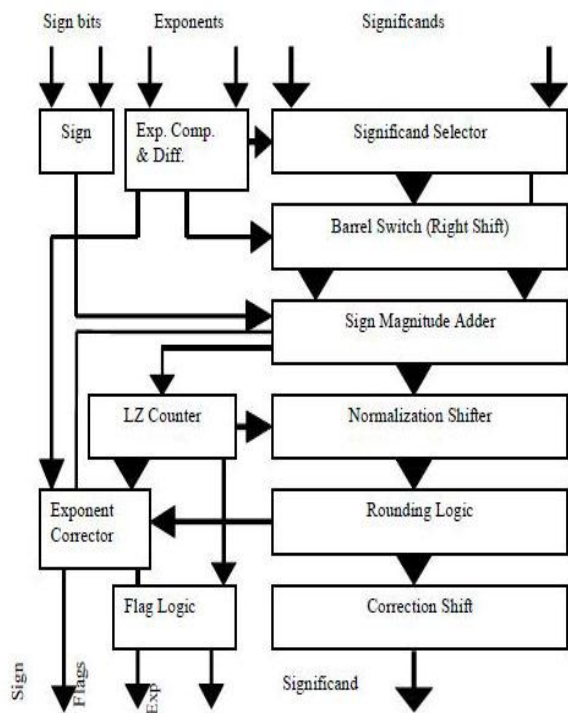 Sign bits Exponents Significands
Sign
Exp. Comp.
& Diff.
Significand Selector
Barrel Switch (Right Shift)
Sign Magnitude Adder
LZ Counter
Normalization Shifter
Exponent
Corrector
Rounding Logic
Flag Logic
Correction Shift
Sign
Flags
Exp
Significand